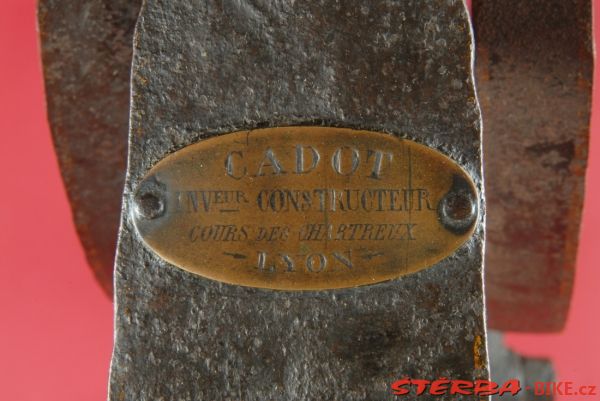 CADOT
INVEUR CONSTRUCTEUR
COURS DES CHARTREUX
LYON
STERBA-BIKE.cz